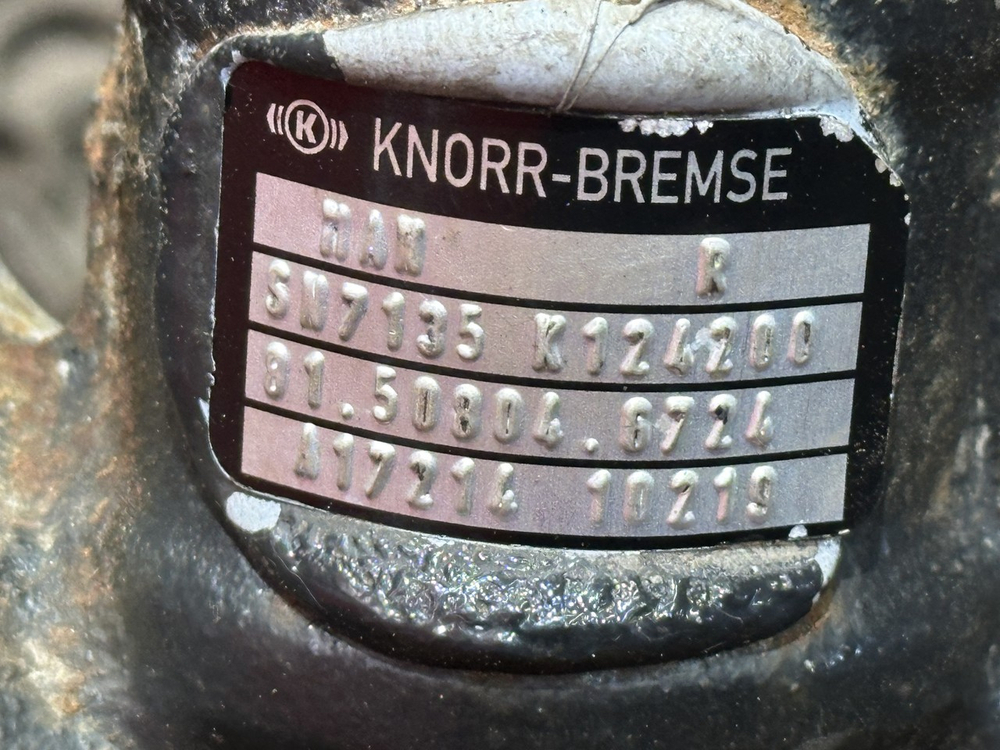 ((K)) KNORR-BREMSE
MAN R
SN7135 K124200
81.50804.6724
A17214 10219